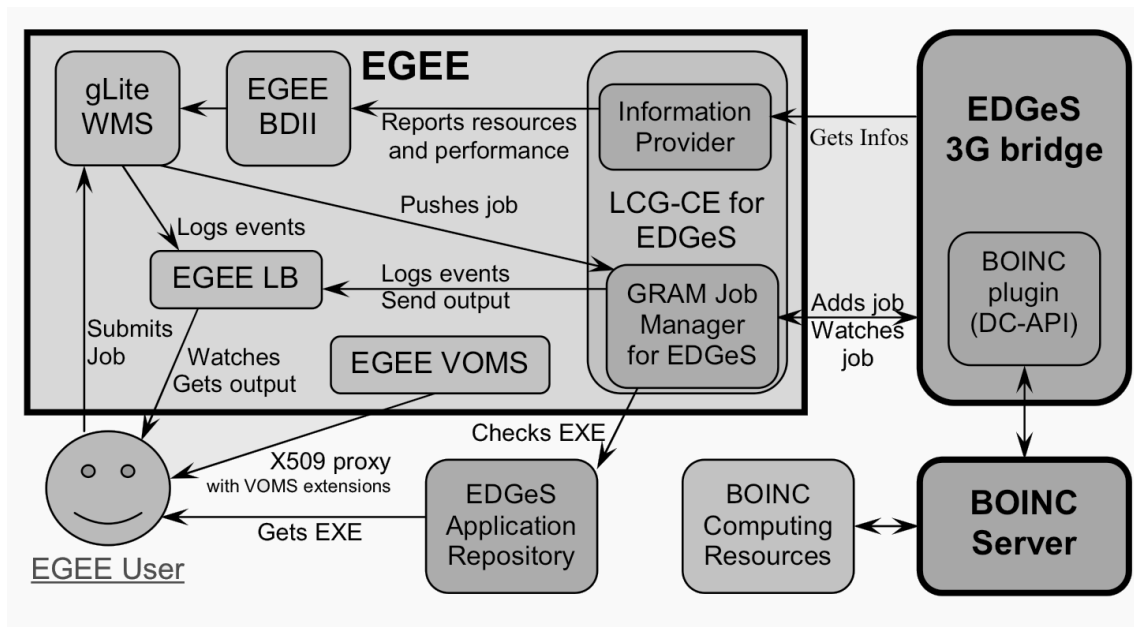 EGEE
gLite
WMS
EGEE
BDII
Reports resources
and performance
Information
Provider
Gets Infos
EDGeS
3G bridge
Pushes job
LCG-CE for
EDGeS
Logs events
EGEE LB
Logs events
Send output
GRAM Job
Manager
for EDGeS
Adds job
Watches
job
BOINC
plugin
(DC-API)
Submits
Job
Watches
Gets output
EGEE VOMS
Checks EXE
X509 proxy
with VOMS extensions
Gets EXE
EDGeS
Application
Repository
BOINC
Computing
Resources
BOINC
Server
EGEE User